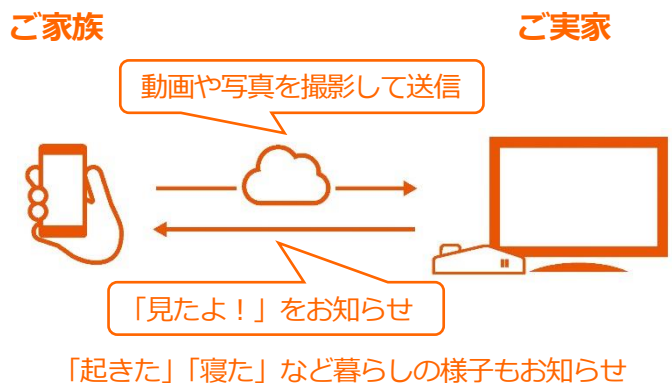 ご家族
ご実家
動画や写真を撮影して送信
「見たよ！」をお知らせ
「起きた」「寝た」など暮らしの様子もお知らせ